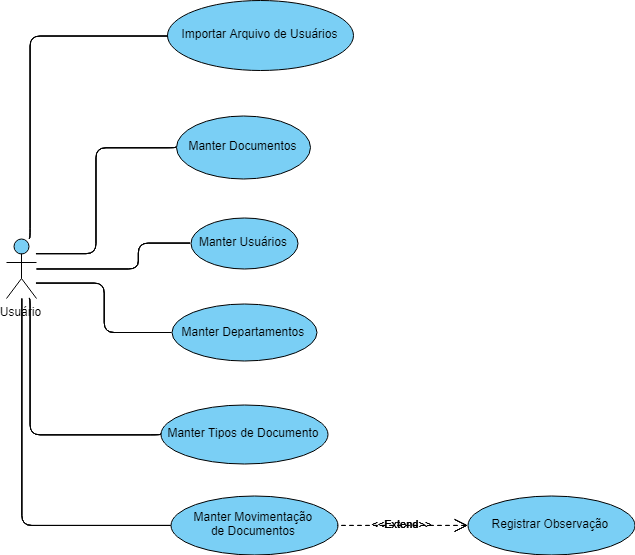 Importar Arquivo de Usuários
Manter Documentos
Manter Usuários
Usuário
Manter Departamentos
Manter Tipos de Documento
Manter Movimentação
de Documentos
<<Extend>>
Registrar Observação